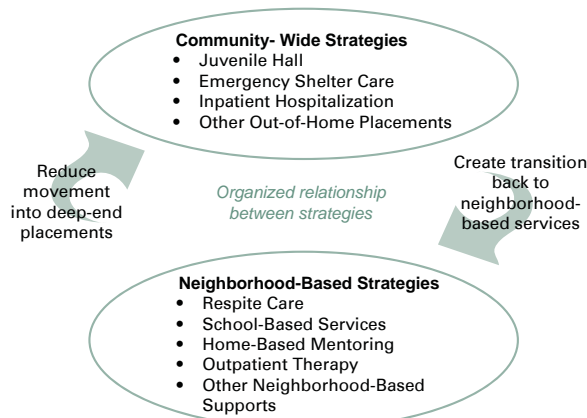 Community- Wide Strategies
• Juvenile Hall
• Emergency Shelter Care
• Inpatient Hospitalization
• Other Out-of-Home Placements
Reduce
movement
into deep-end
placements
Organized relationship
between strategies
Create transition
back to
neighborhood-
based services
Neighborhood-Based Strategies
• Respite Care
• School-Based Services
• Home-Based Mentoring
• Outpatient Therapy
• Other Neighborhood-Based
Supports